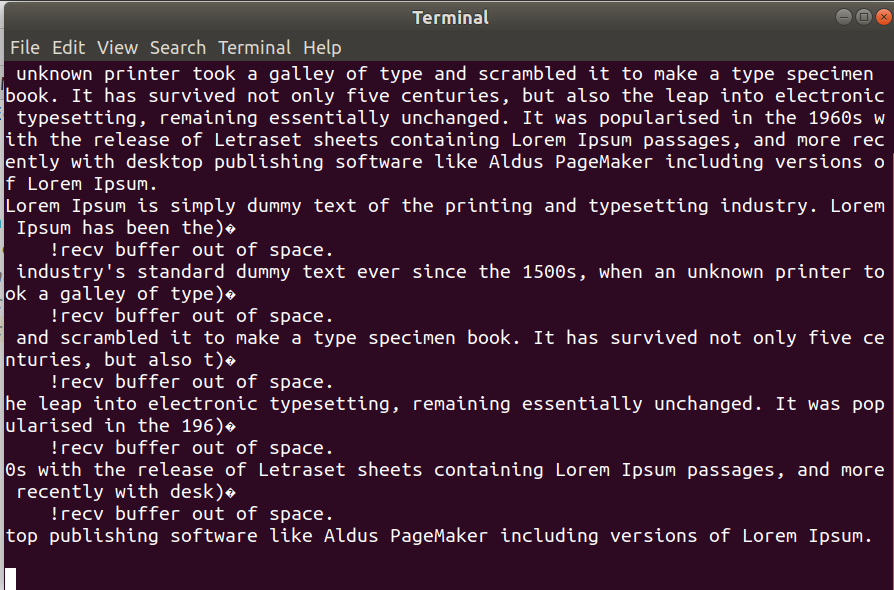 Terminal
File Edit View Search Terminal Help
unknown printer took a galley of type and scrambled it to make a type specimen
book. It has survived not only five centuries, but also the leap into electronic
typesetting, remaining essentially unchanged. It was popularised in the 1960s w
ith the release of Letraset sheets containing Lorem Ipsum passages, and more rec
ently with desktop publishing software like Aldus PageMaker including versions o
f Lorem Ipsum.
Lorem Ipsum is simply dummy text of the printing and typesetting industry. Lorem
Ipsum has been the)�
!recv buffer out of space.
industry's standard dummy text ever since the 1500s, when an unknown printer to
ok a galley of type)�
!recv buffer out of space.
and scrambled it to make a type specimen book. It has survived not only five ce
nturies, but also t)�
!recv buffer out of space.
he leap into electronic typesetting, remaining essentially unchanged. It was pop
ularised in the 196)�
!recv buffer out of space.
0s with the release of Letraset sheets containing Lorem Ipsum passages, and more
recently with desk)�
!recv buffer out of space.
top publishing software like Aldus PageMaker including versions of Lorem Ipsum.